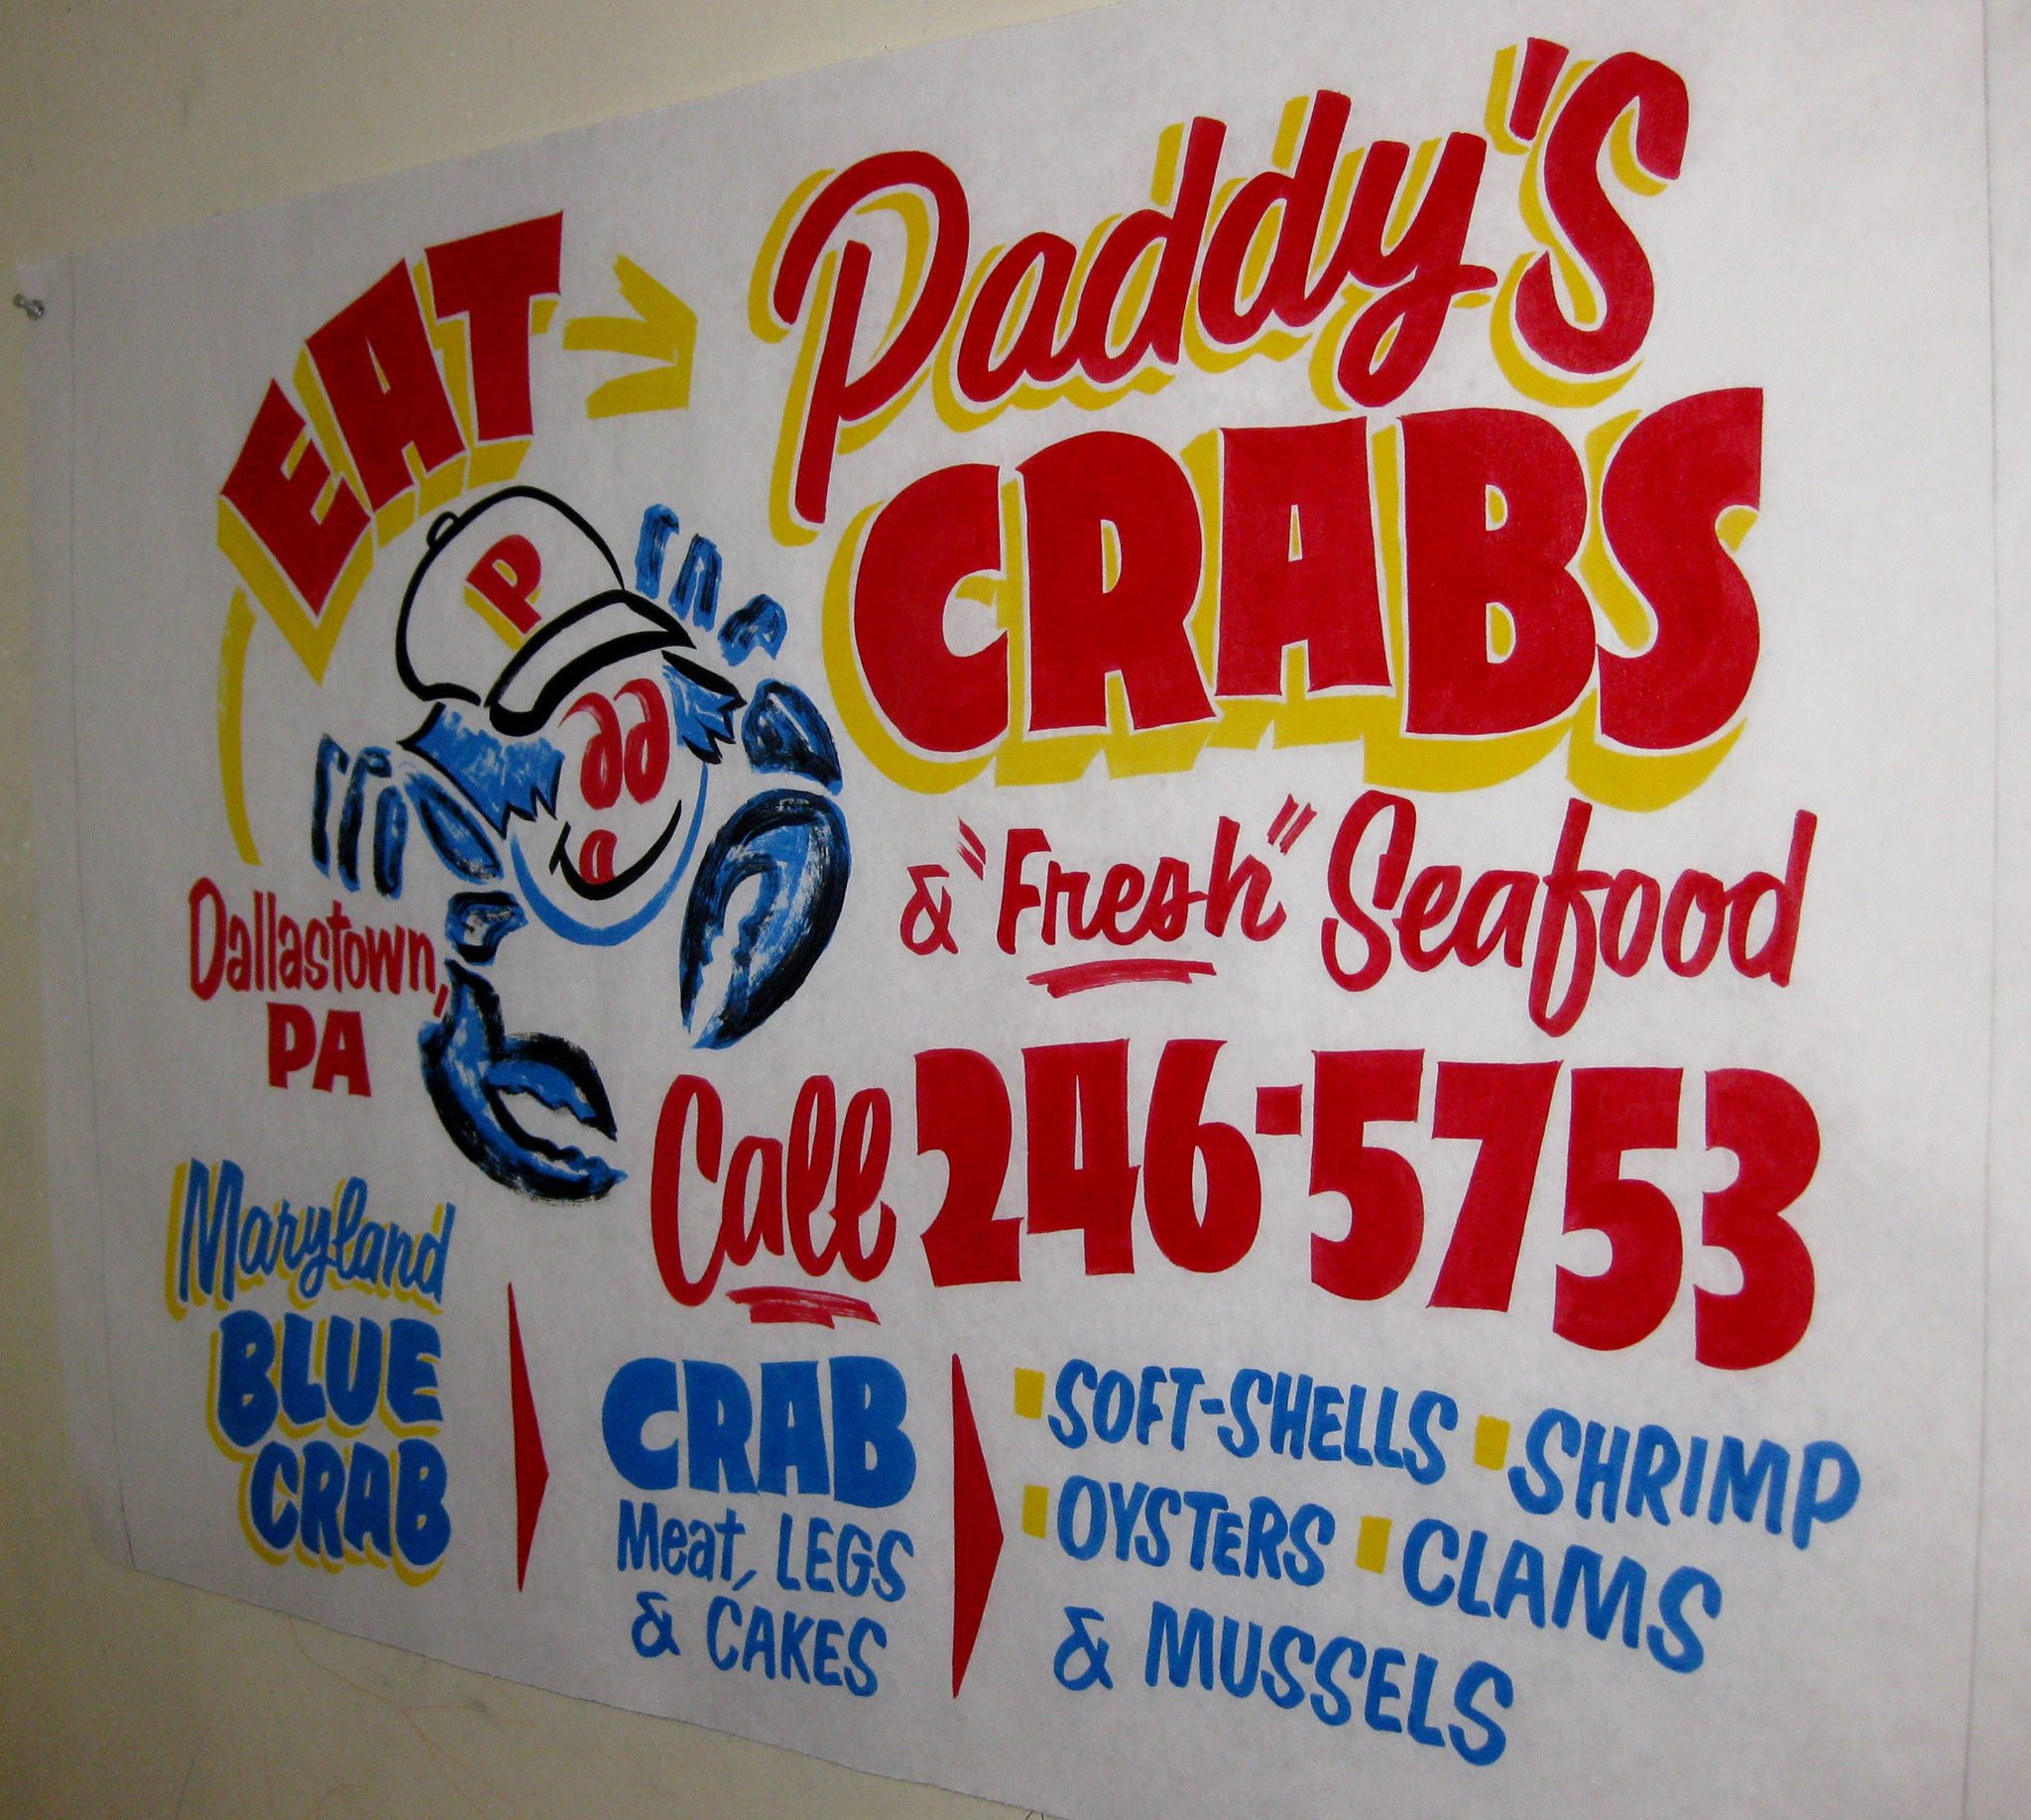 EAT
Paddy's
CRABS
& "Fresh" Seafood
P
Dallastown,
PA
Call 246-5753
Maryland
BLUE
CRAB
CRAB
Meat, LEGS
& CAKES
▪ SOFT-SHELLS ▪ SHRIMP
▪ OYSTERS ▪ CLAMS
& MUSSELS